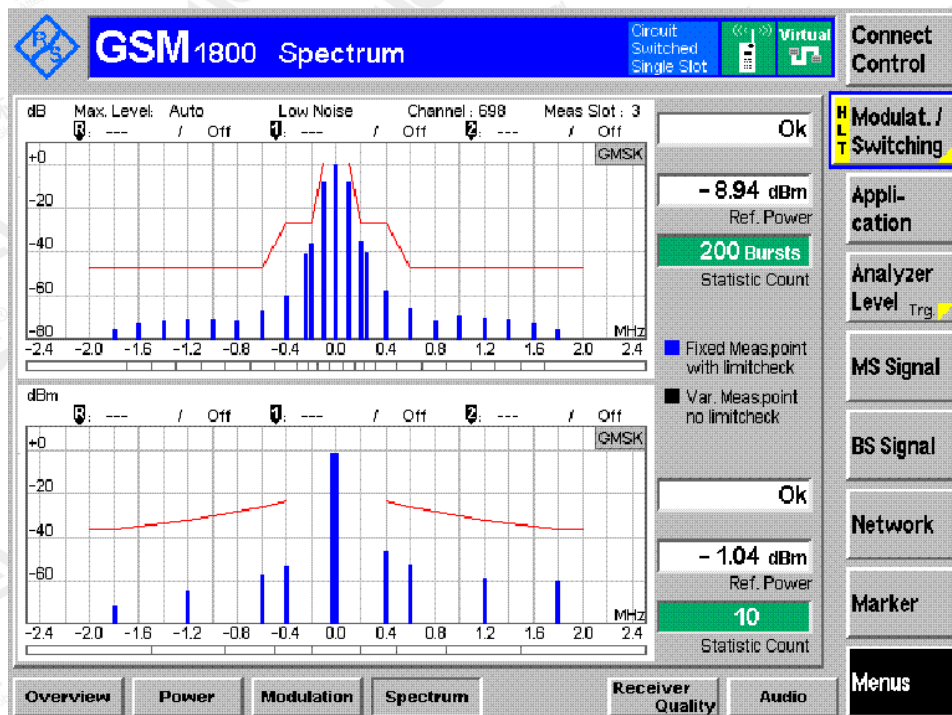 R/S
GSM 1800 Spectrum
Circuit
Switched
Single Slot
Virtual
Connect
Control
dB Max. Level: Auto Low Noise Channel : 698 Meas Slot : 3
R: --- / Off 1: --- / Off 2: --- / Off
GMSK
+0
-20
-40
-60
-80
MHz
-2.4 -2.0 -1.6 -1.2 -0.8 -0.4 0.0 0.4 0.8 1.2 1.6 2.0 2.4
Ok
- 8.94 dBm
Ref. Power
200 Bursts
Statistic Count
Fixed Meas.point
with limitcheck
Var. Meas.point
no limitcheck
dBm
R: --- / Off 1: --- / Off 2: --- / Off
GMSK
+0
-20
-40
-60
MHz
-2.4 -2.0 -1.6 -1.2 -0.8 -0.4 0.0 0.4 0.8 1.2 1.6 2.0 2.4
Ok
- 1.04 dBm
Ref. Power
10
Statistic Count
HLT
Modulat. /
Switching
Appli-
cation
Analyzer
Level Trg.
MS Signal
BS Signal
Network
Marker
Menus
Overview Power Modulation Spectrum Receiver Quality Audio